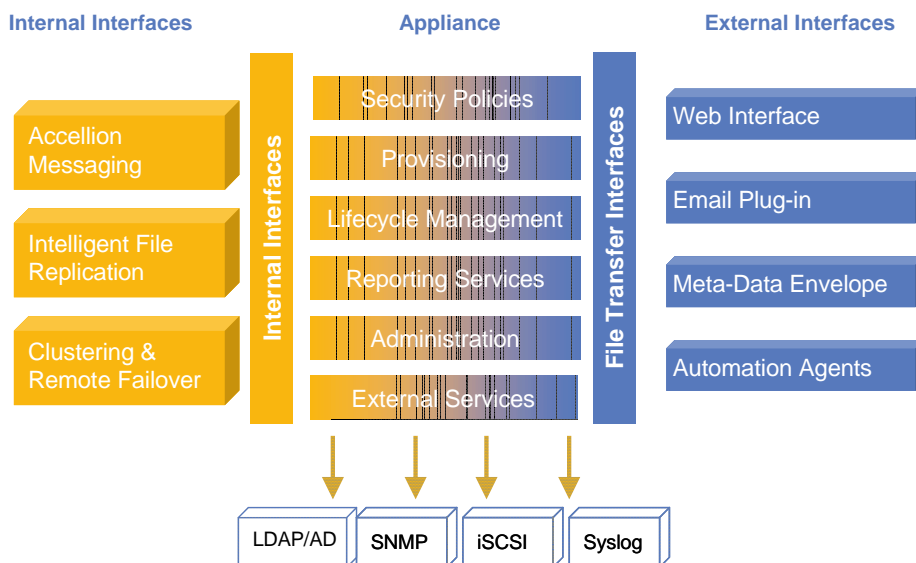 Internal Interfaces
Appliance
External Interfaces
Accellion
Messaging
Intelligent File
Replication
Clustering &
Remote Failover
Internal Interfaces
Security Policies
Provisioning
Lifecycle Management
Reporting Services
Administration
External Services
File Transfer Interfaces
Web Interface
Email Plug-in
Meta-Data Envelope
Automation Agents
LDAP/AD
SNMP
iSCSI
Syslog